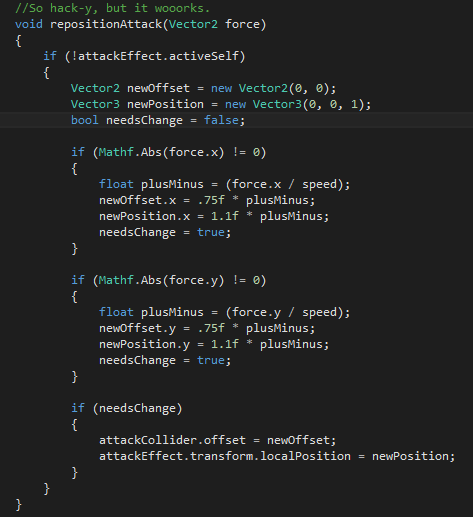 //So hack-y, but it wooorks.
void repositionAttack(Vector2 force)
{
    if (!attackEffect.activeSelf)
    {
        Vector2 newOffset = new Vector2(0, 0);
        Vector3 newPosition = new Vector3(0, 0, 1);
        bool needsChange = false;

        if (Mathf.Abs(force.x) != 0)
        {
            float plusMinus = (force.x / speed);
            newOffset.x = .75f * plusMinus;
            newPosition.x = 1.1f * plusMinus;
            needsChange = true;
        }

        if (Mathf.Abs(force.y) != 0)
        {
            float plusMinus = (force.y / speed);
            newOffset.y = .75f * plusMinus;
            newPosition.y = 1.1f * plusMinus;
            needsChange = true;
        }

        if (needsChange)
        {
            attackCollider.offset = newOffset;
            attackEffect.transform.localPosition = newPosition;
        }
    }
}